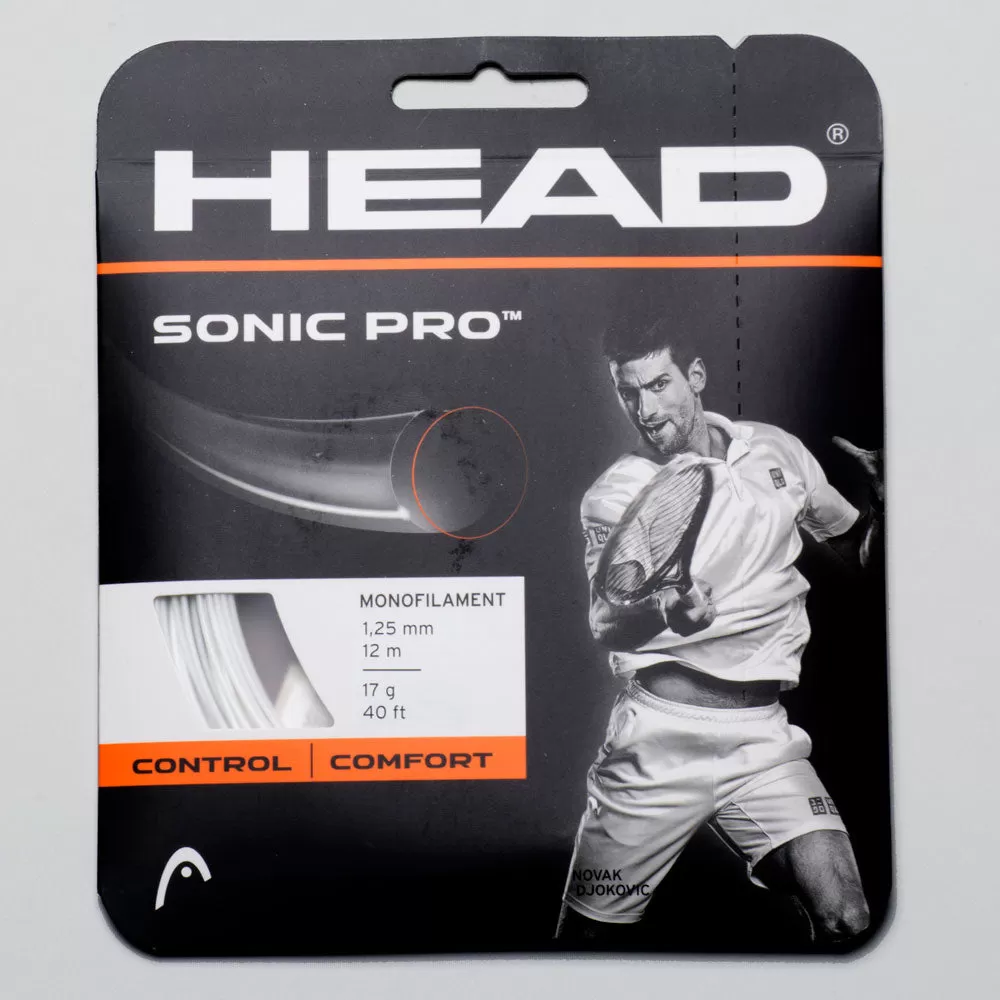 HEAD®
SONIC PRO™
MONOFILAMENT
1,25 mm
12 m
17 g
40 ft
CONTROL | COMFORT
NOVAK
DJOKOVIC